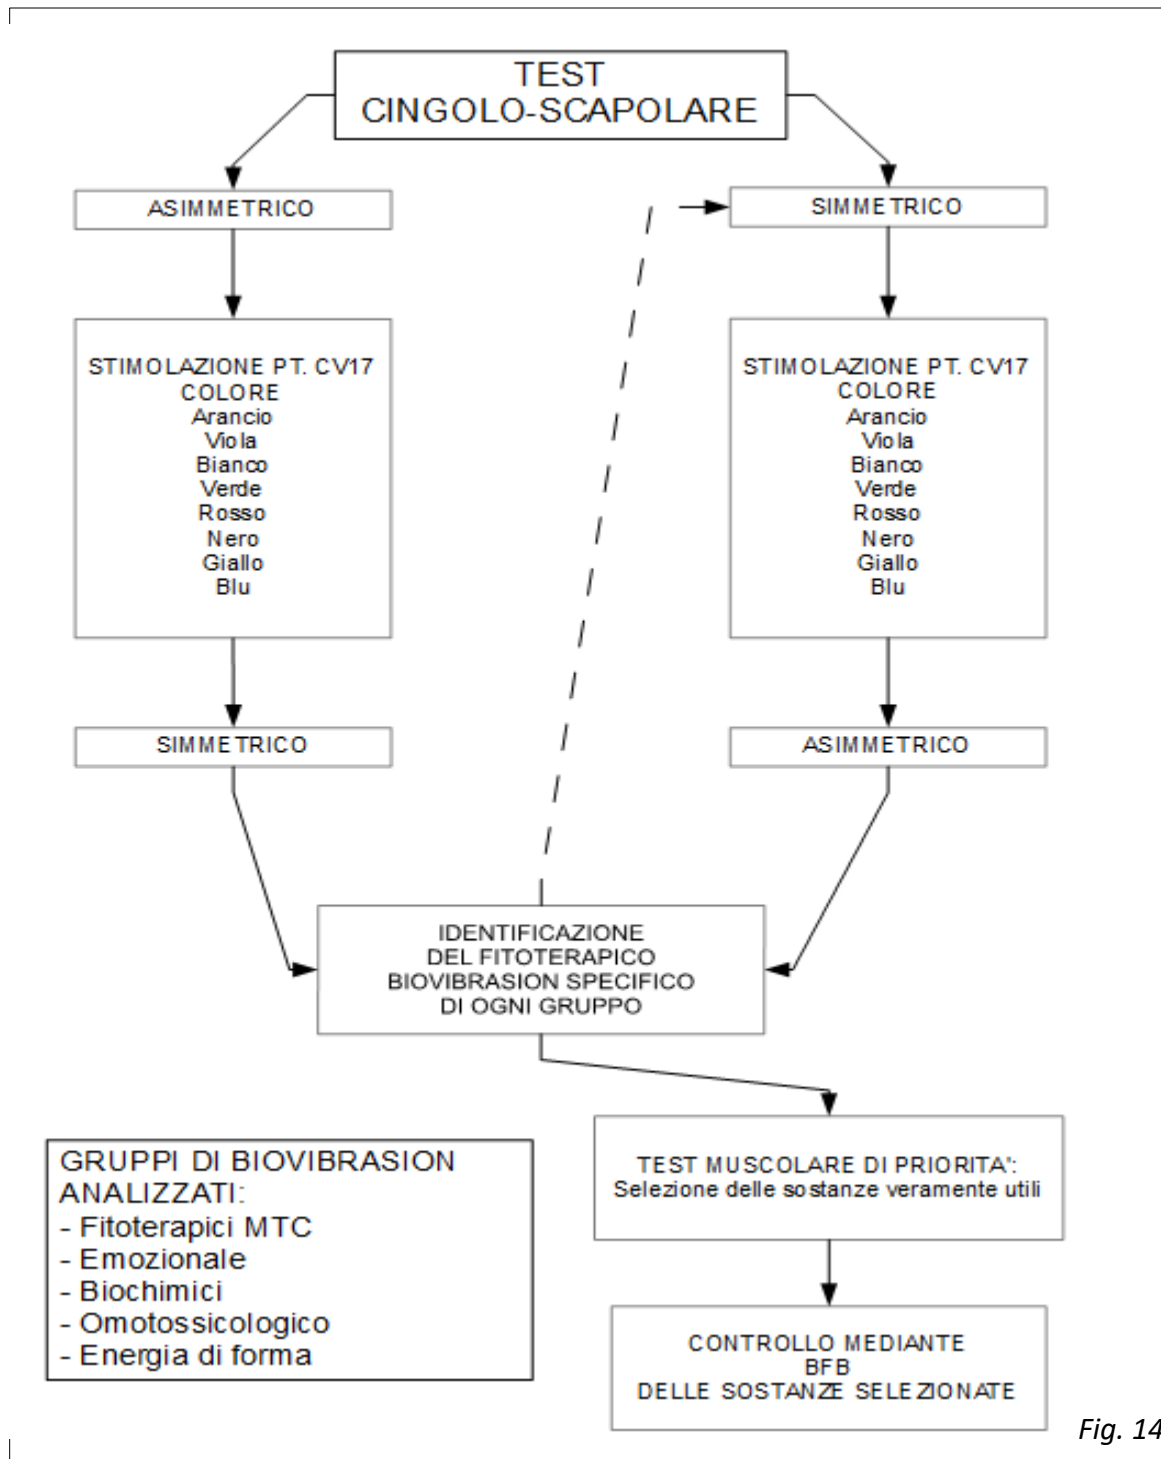 TEST
CINGOLO-SCAPOLARE
ASIMMETRICO
SIMMETRICO
STIMOLAZIONE PT. CV17
COLORE
Arancio
Viola
Bianco
Verde
Rosso
Nero
Giallo
Blu
STIMOLAZIONE PT. CV17
COLORE
Arancio
Viola
Bianco
Verde
Rosso
Nero
Giallo
Blu
SIMMETRICO
ASIMMETRICO
IDENTIFICAZIONE
DEL FITOTERAPICO
BIOVIBRASION SPECIFICO
DI OGNI GRUPPO
GRUPPI DI BIOVIBRASION
ANALIZZATI:
- Fitoterapici MTC
- Emozionale
- Biochimici
- Omotossicologico
- Energia di forma
TEST MUSCOLARE DI PRIORITA':
Selezione delle sostanze veramente utili
CONTROLLO MEDIANTE
BFB
DELLE SOSTANZE SELEZIONATE
Fig. 14